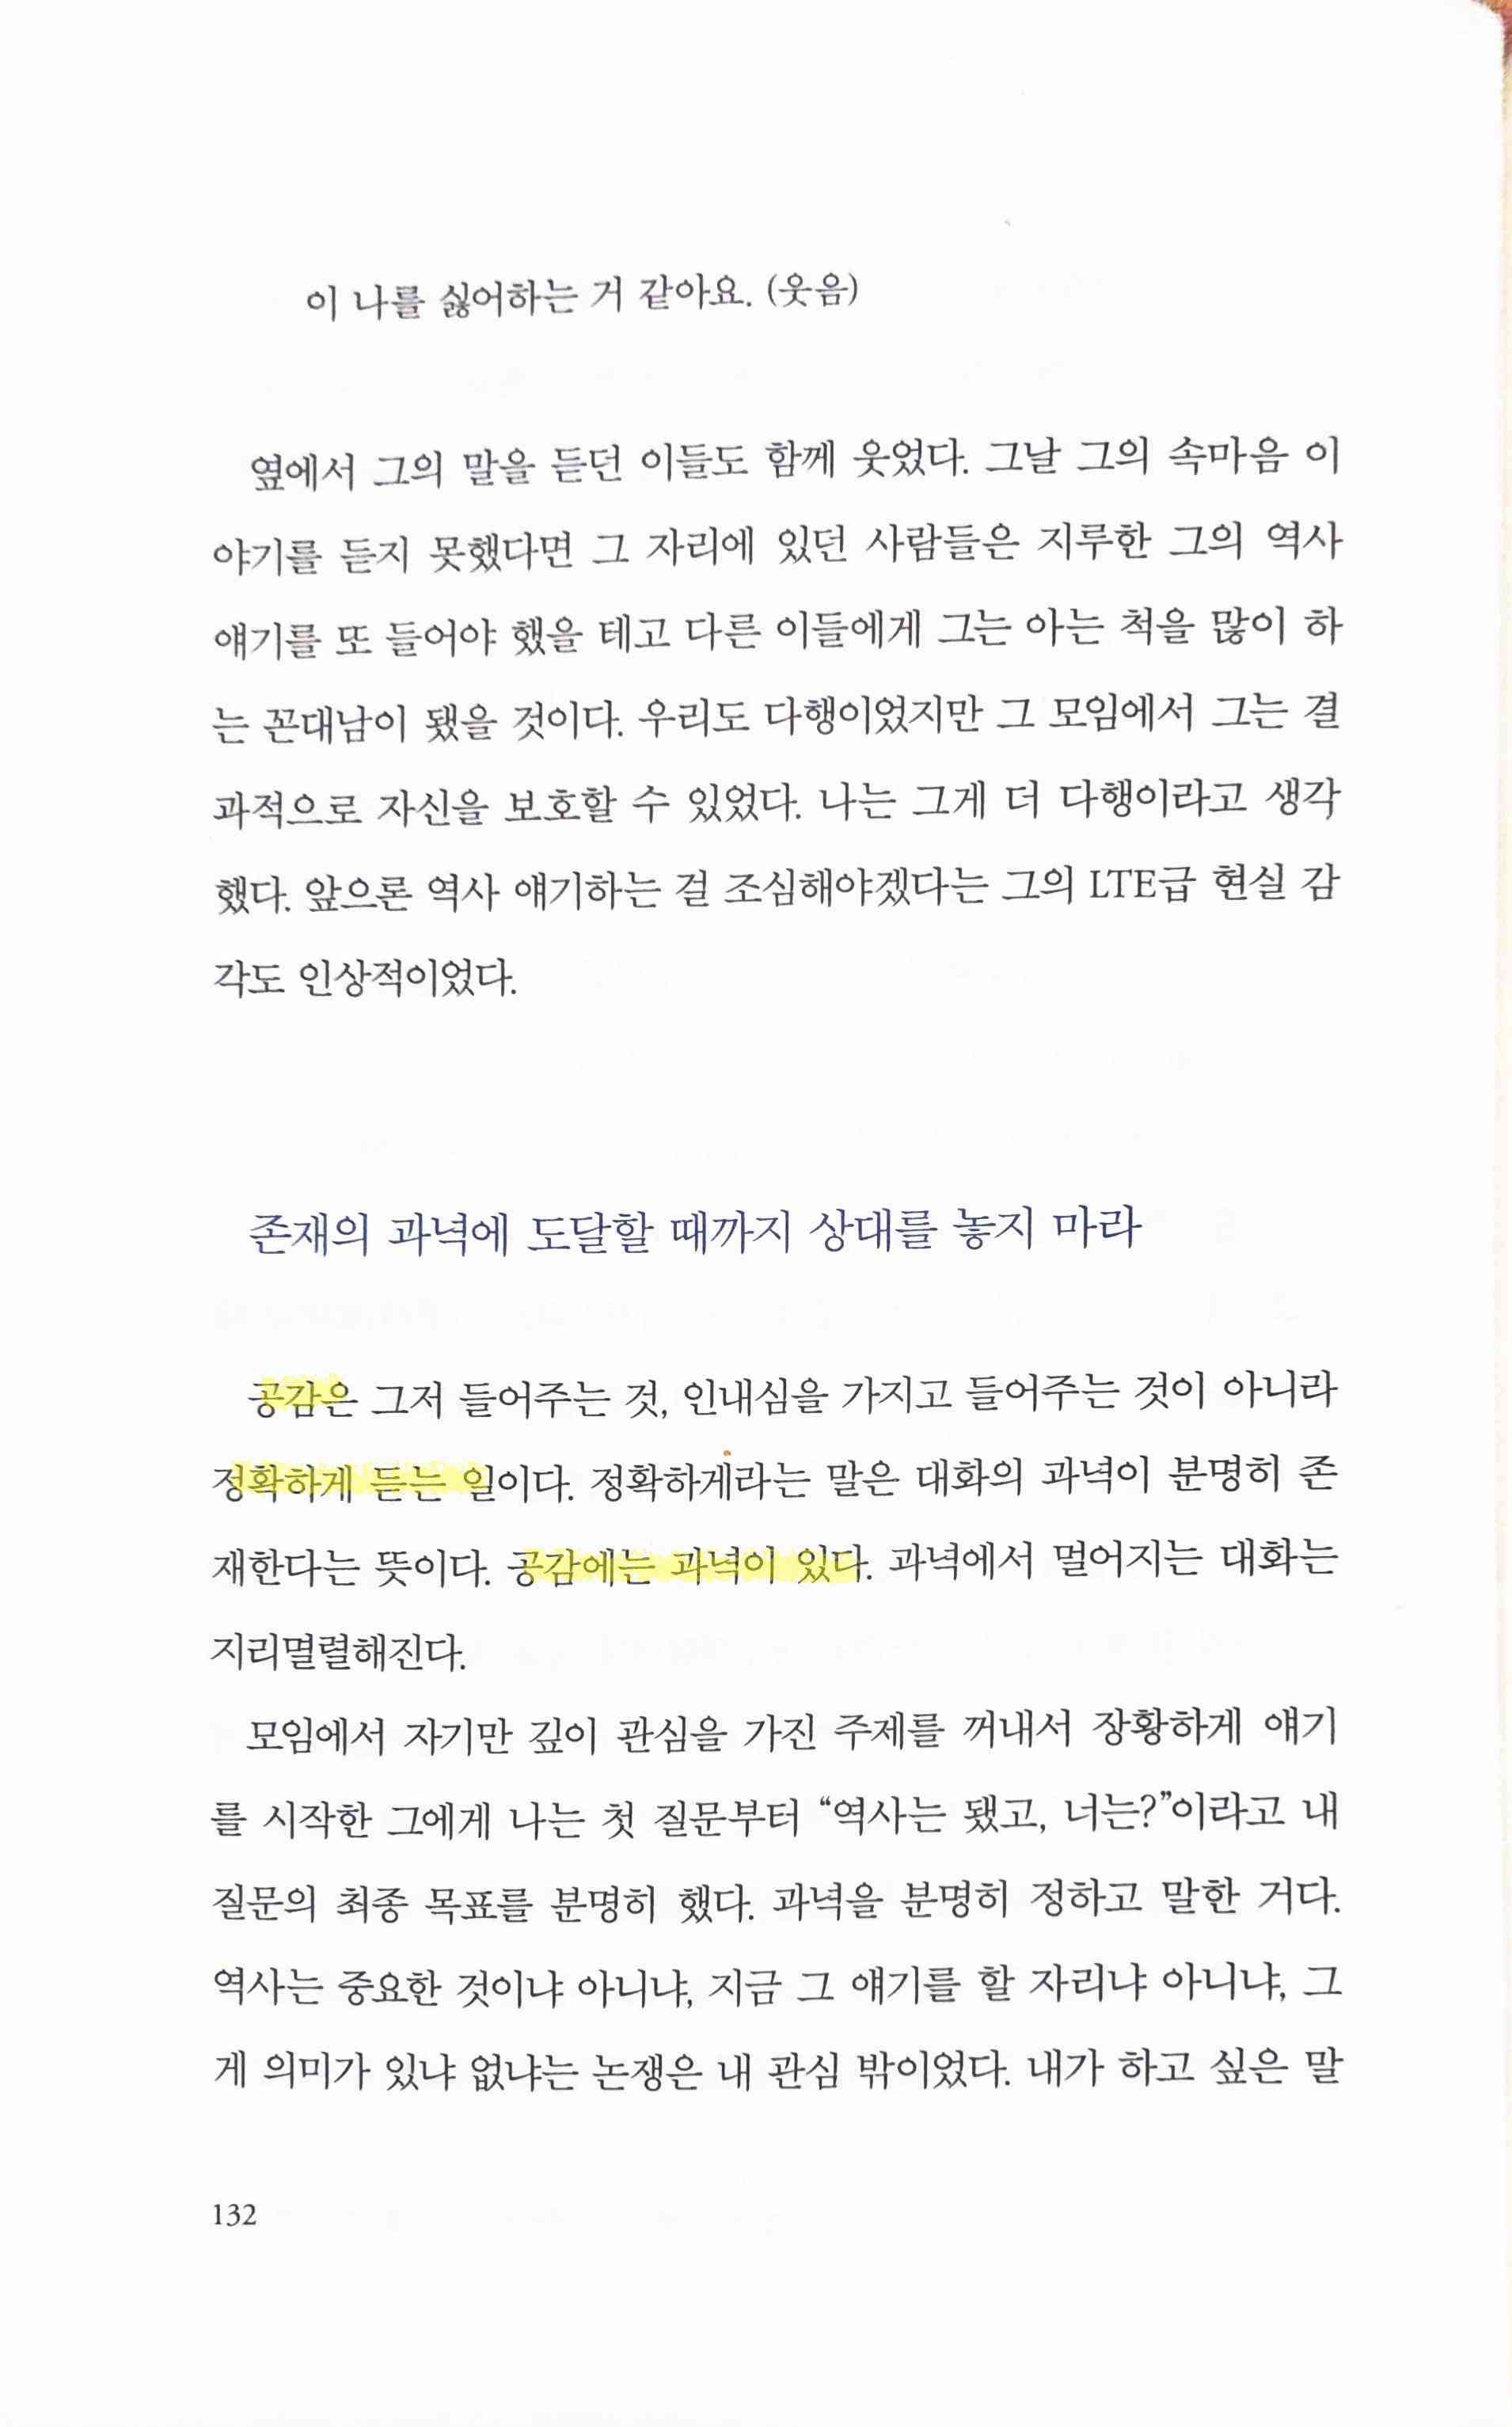 이 나를 싫어하는 거 같아요. (웃음)
옆에서 그의 말을 듣던 이들도 함께 웃었다. 그날 그의 속마음 이
야기를 듣지 못했다면 그 자리에 있던 사람들은 지루한 그의 역사
얘기를 또 들어야 했을 테고 다른 이들에게 그는 아는 척을 많이 하
는 꼰대남이 됐을 것이다. 우리도 다행이었지만 그 모임에서 그는 결
과적으로 자신을 보호할 수 있었다. 나는 그게 더 다행이라고 생각
했다. 앞으론 역사 얘기하는 걸 조심해야겠다는 그의 LTE급 현실 감
각도 인상적이었다.
존재의 과녁에 도달할 때까지 상대를 놓지 마라
공감은 그저 들어주는 것, 인내심을 가지고 들어주는 것이 아니라
정확하게 듣는 일이다. 정확하게라는 말은 대화의 과녁이 분명히 존
재한다는 뜻이다. 공감에는 과녁이 있다. 과녁에서 멀어지는 대화는
지리멸렬해진다.
모임에서 자기만 깊이 관심을 가진 주제를 꺼내서 장황하게 얘기
를 시작한 그에게 나는 첫 질문부터 “역사는 됐고, 너는?”이라고 내
질문의 최종 목표를 분명히 했다. 과녁을 분명히 정하고 말한 거다.
역사는 중요한 것이냐 아니냐, 지금 그 얘기를 할 자리냐 아니냐, 그
게 의미가 있냐 없냐는 논쟁은 내 관심 밖이었다. 내가 하고 싶은 말
132